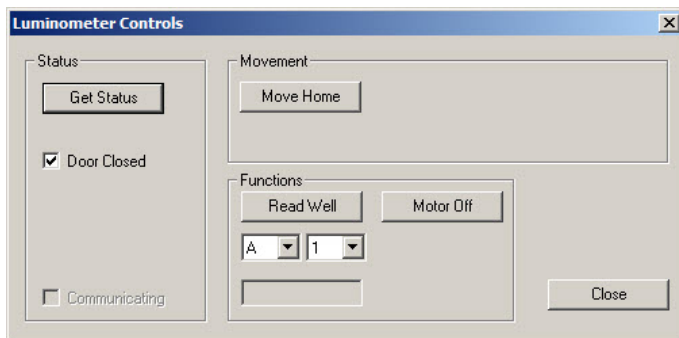 Luminometer Controls
Status
Get Status
Door Closed
Communicating
Movement
Move Home
Functions
Read Well
Motor Off
A
1
Close